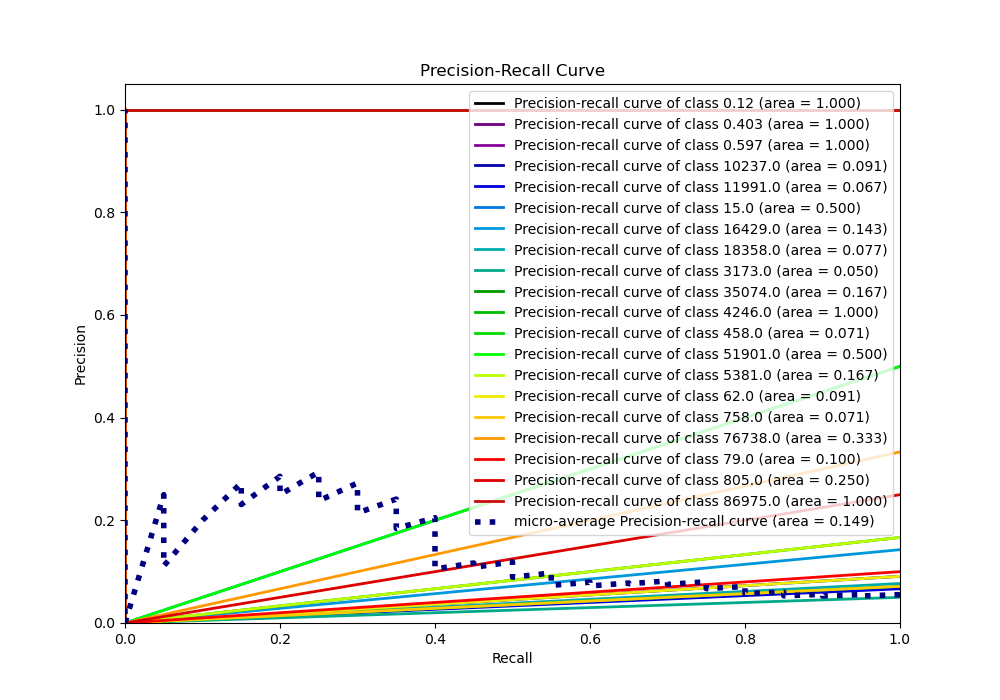 Precision-Recall Curve
Precision
1.0
0.8
0.6
0.4
0.2
0.0
Precision-recall curve of class 0.12 (area = 1.000)
Precision-recall curve of class 0.403 (area = 1.000)
Precision-recall curve of class 0.597 (area = 1.000)
Precision-recall curve of class 10237.0 (area = 0.091)
Precision-recall curve of class 11991.0 (area = 0.067)
Precision-recall curve of class 15.0 (area = 0.500)
Precision-recall curve of class 16429.0 (area = 0.143)
Precision-recall curve of class 18358.0 (area = 0.077)
Precision-recall curve of class 3173.0 (area = 0.050)
Precision-recall curve of class 35074.0 (area = 0.167)
Precision-recall curve of class 4246.0 (area = 1.000)
Precision-recall curve of class 458.0 (area = 0.071)
Precision-recall curve of class 51901.0 (area = 0.500)
Precision-recall curve of class 5381.0 (area = 0.167)
Precision-recall curve of class 62.0 (area = 0.091)
Precision-recall curve of class 758.0 (area = 0.071)
Precision-recall curve of class 76738.0 (area = 0.333)
Precision-recall curve of class 79.0 (area = 0.100)
Precision-recall curve of class 805.0 (area = 0.250)
Precision-recall curve of class 86975.0 (area = 1.000)
micro-average Precision-recall curve (area = 0.149)
0.0 0.2 0.4 0.6 0.8 1.0
Recall